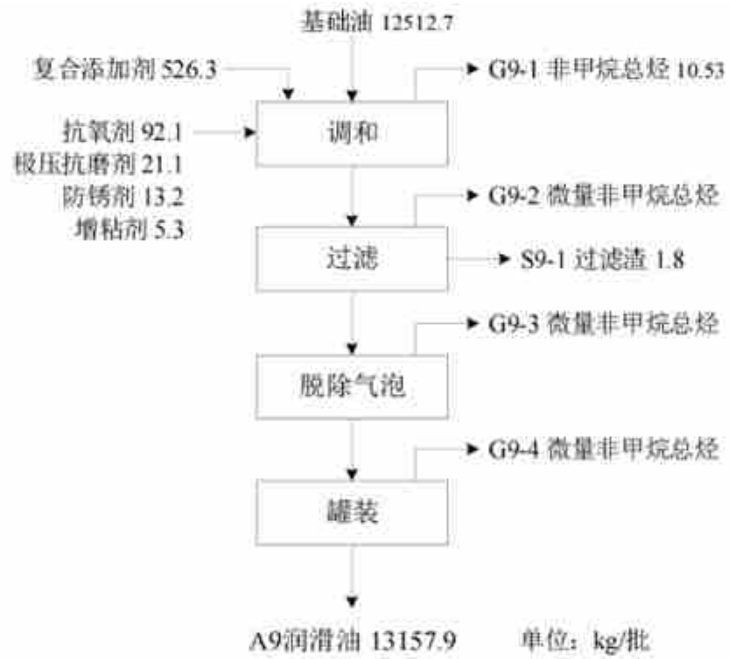 基础油 12512.7
复合添加剂 526.3
G9-1 非甲烷总烃 10.53
抗氧剂 92.1
调和
极压抗磨剂 21.1
防锈剂 13.2
G9-2 微量非甲烷总烃
增粘剂 5.3
过滤
S9-1 过滤渣 1.8
G9-3 微量非甲烷总烃
脱除气泡
G9-4 微量非甲烷总烃
罐装
A9润滑油 13157.9 单位：kg/批